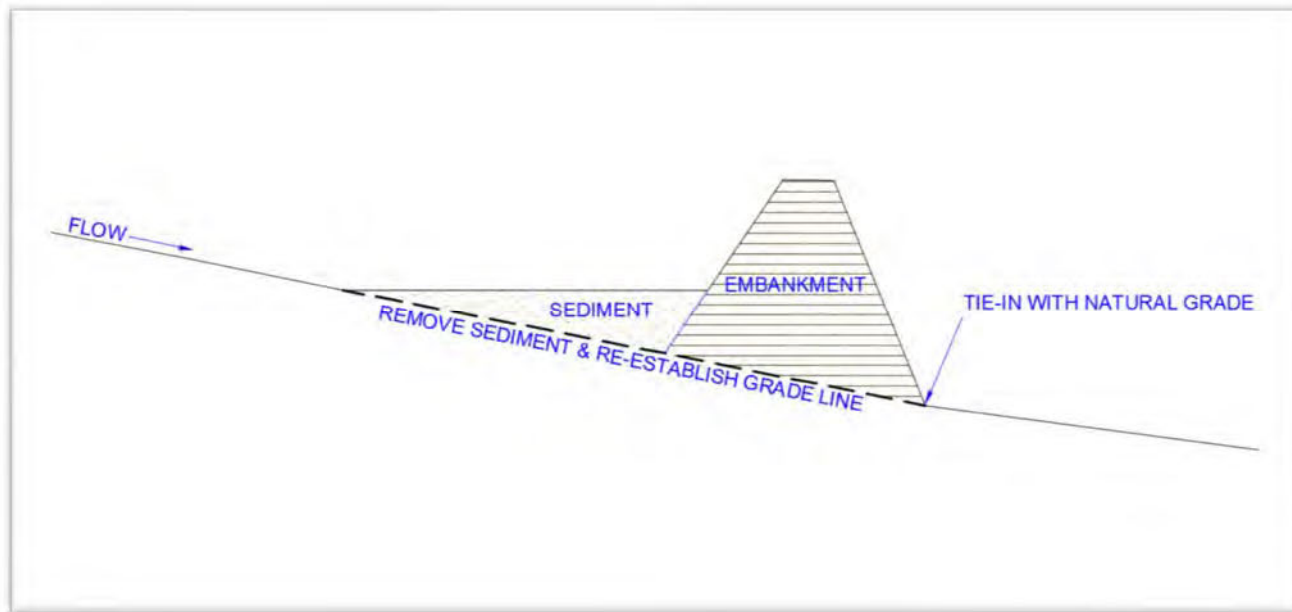 FLOW
EMBANKMENT
SEDIMENT
TIE-IN WITH NATURAL GRADE
REMOVE SEDIMENT & RE-ESTABLISH GRADE LINE